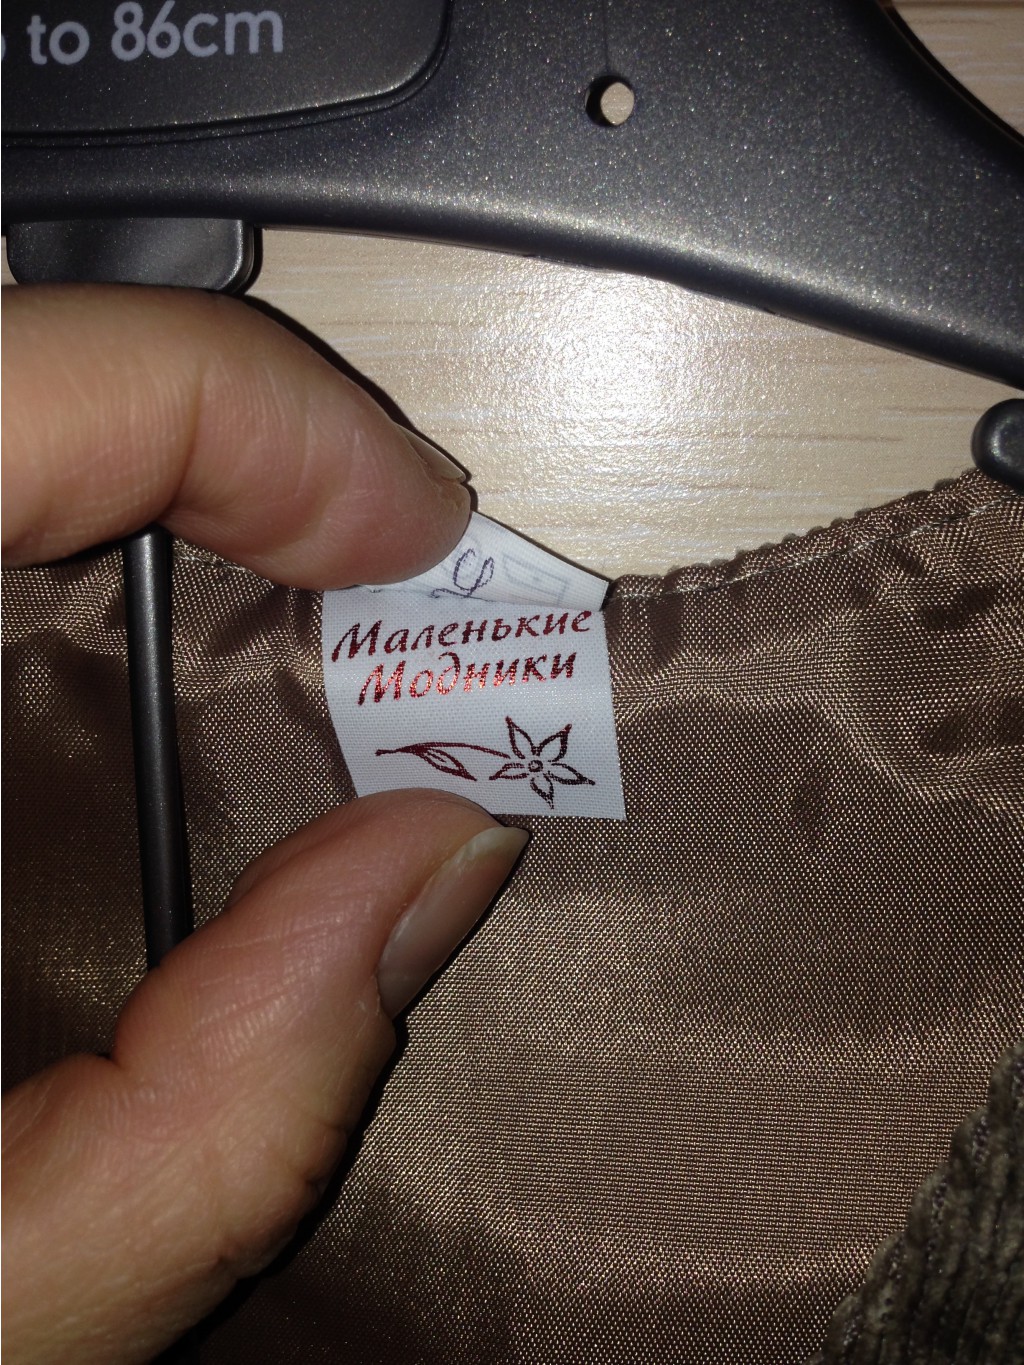 to 86cm
Маленькие
Модники